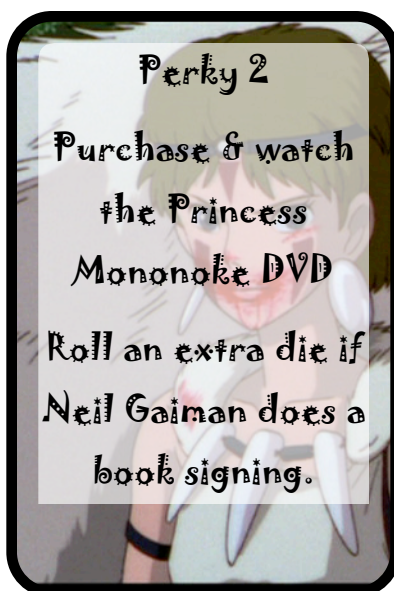 Perky 2
Purchase & watch
the Princess
Mononoke DVD
Roll an extra die if
Neil Gaiman does a
book signing.